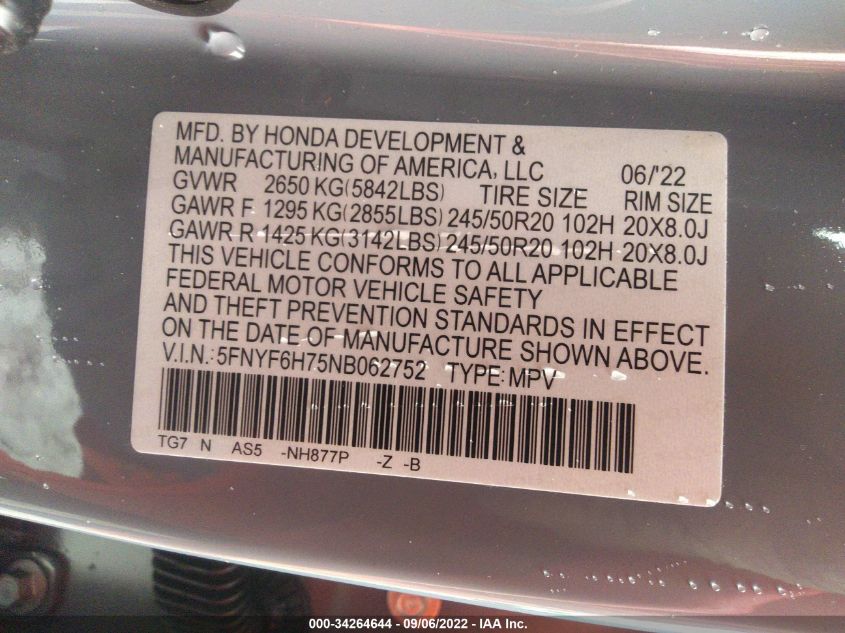 MFD. BY HONDA DEVELOPMENT &
MANUFACTURING OF AMERICA, LLC 06/'22
GVWR 2650 KG(5842LBS) TIRE SIZE RIM SIZE
GAWR F 1295 KG(2855LBS) 245/50R20 102H 20X8.0J
GAWR R 1425 KG(3142LBS) 245/50R20 102H 20X8.0J
THIS VEHICLE CONFORMS TO ALL APPLICABLE
FEDERAL MOTOR VEHICLE SAFETY
AND THEFT PREVENTION STANDARDS IN EFFECT
ON THE DATE OF MANUFACTURE SHOWN ABOVE.
V.I.N.: 5FNYF6H75NB062752 TYPE: MPV
TG7 N AS5 -NH877P -Z -B
000-34264644 - 09/06/2022 - IAA Inc.